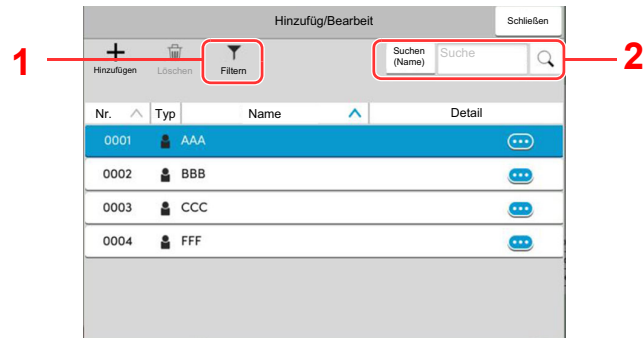 Hinzufüg/Bearbeit
Schließen
1
Hinzufügen
Löschen
Filtern
Suchen
(Name)
Suche
2
Nr. Typ Name Detail
0001 AAA
0002 BBB
0003 CCC
0004 FFF